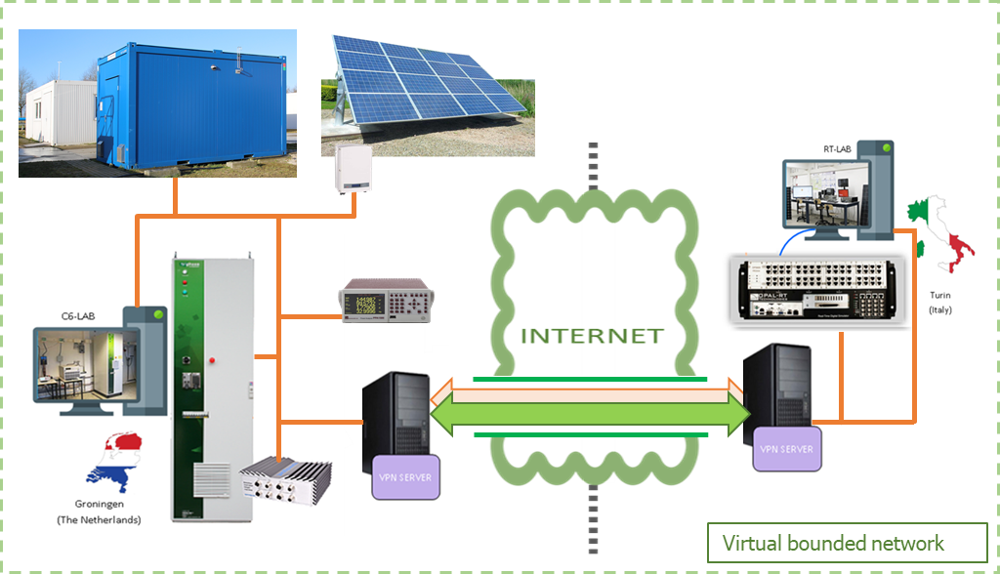 RT-LAB
C6-LAB
OPAL-RT
TECHNOLOGIES
Turin
(Italy)
INTERNET
VPN SERVER
VPN SERVER
Groningen
(The Netherlands)
Virtual bounded network